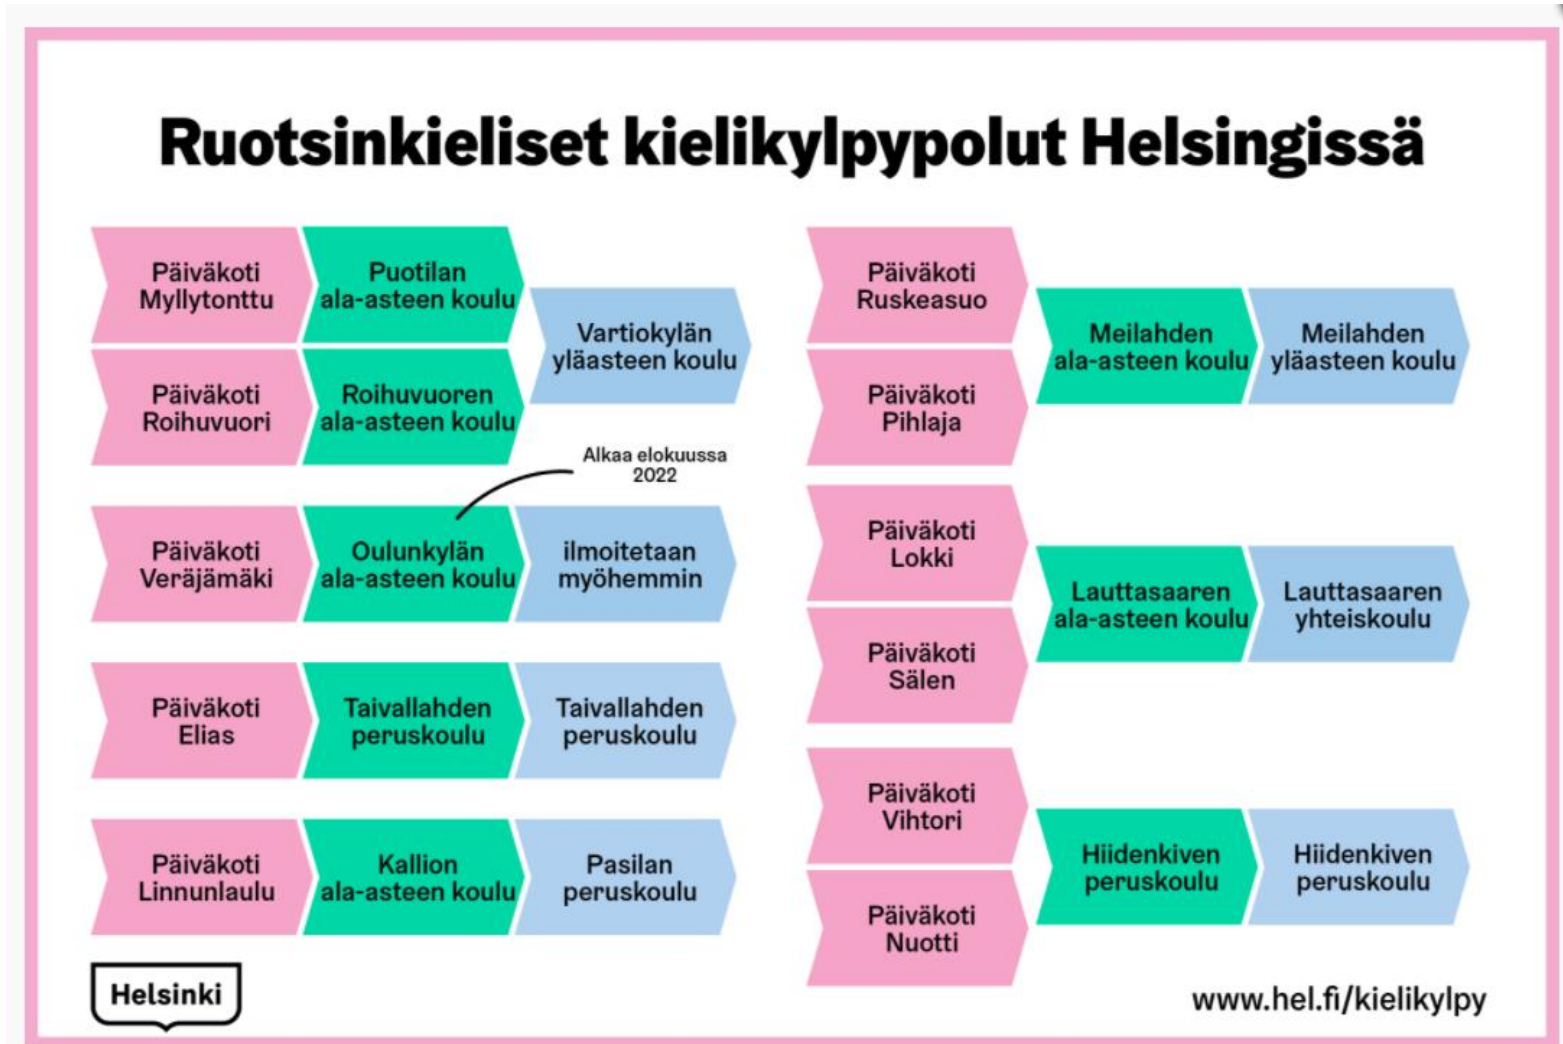 Ruotsinkieliset kielikylpypolut Helsingissä
Päiväkoti
Myllytonttu
Puotilan
ala-asteen koulu
Päiväkoti
Roihuvuori
Roihuvuoren
ala-asteen koulu
Vartiokylän
yläasteen koulu
Alkaa elokuussa
2022
Päiväkoti
Veräjämäki
Oulunkylän
ala-asteen koulu
ilmoitetaan
myöhemmin
Päiväkoti
Elias
Taivallahden
peruskoulu
Taivallahden
peruskoulu
Päiväkoti
Linnunlaulu
Kallion
ala-asteen koulu
Pasilan
peruskoulu
Päiväkoti
Ruskeasuo
Päiväkoti
Pihlaja
Meilahden
ala-asteen koulu
Meilahden
yläasteen koulu
Päiväkoti
Lokki
Päiväkoti
Sälen
Lauttasaaren
ala-asteen koulu
Lauttasaaren
yhteiskoulu
Päiväkoti
Vihtori
Päiväkoti
Nuotti
Hiidenkiven
peruskoulu
Hiidenkiven
peruskoulu
Helsinki
www.hel.fi/kielikylpy